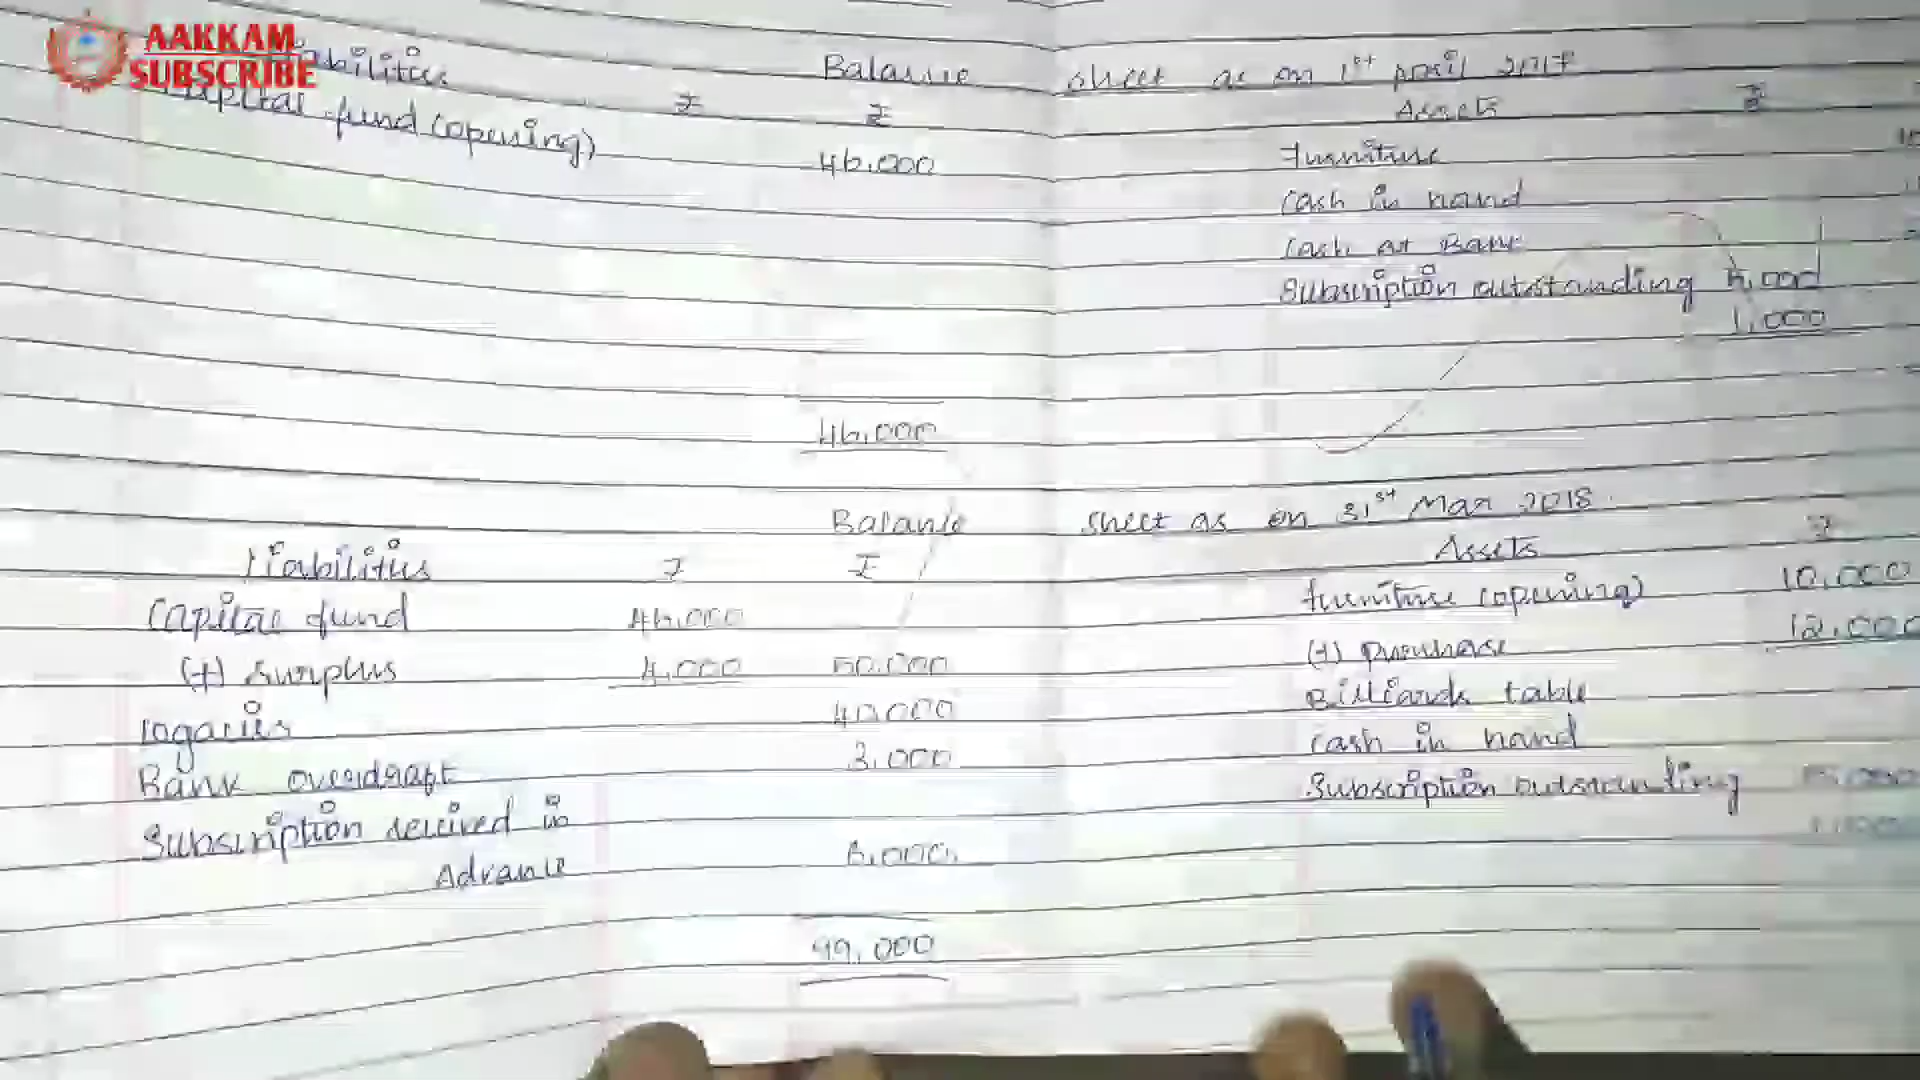 AAKKAM
SUBSCRIBE
Balance sheet as on 1st April 2017
₹ ₹ Assets ₹
Capital fund (opening) 46,000
Furniture
Cash in hand
Cash at Bank
Subscription outstanding 5,000
1,000
46,000
Balance sheet as on 31st Mar 2018
Liabilities ₹ ₹ Assets ₹
Capital fund 46,000
(+) Surplus 4,000 50,000
Legacies 40,000
Bank overdraft 3,000
Subscription received in
Advance 6,000
99,000
Furniture (opening) 10,000
(+) purchase 12,000
Billiards table
Cash in hand
Subscription outstanding